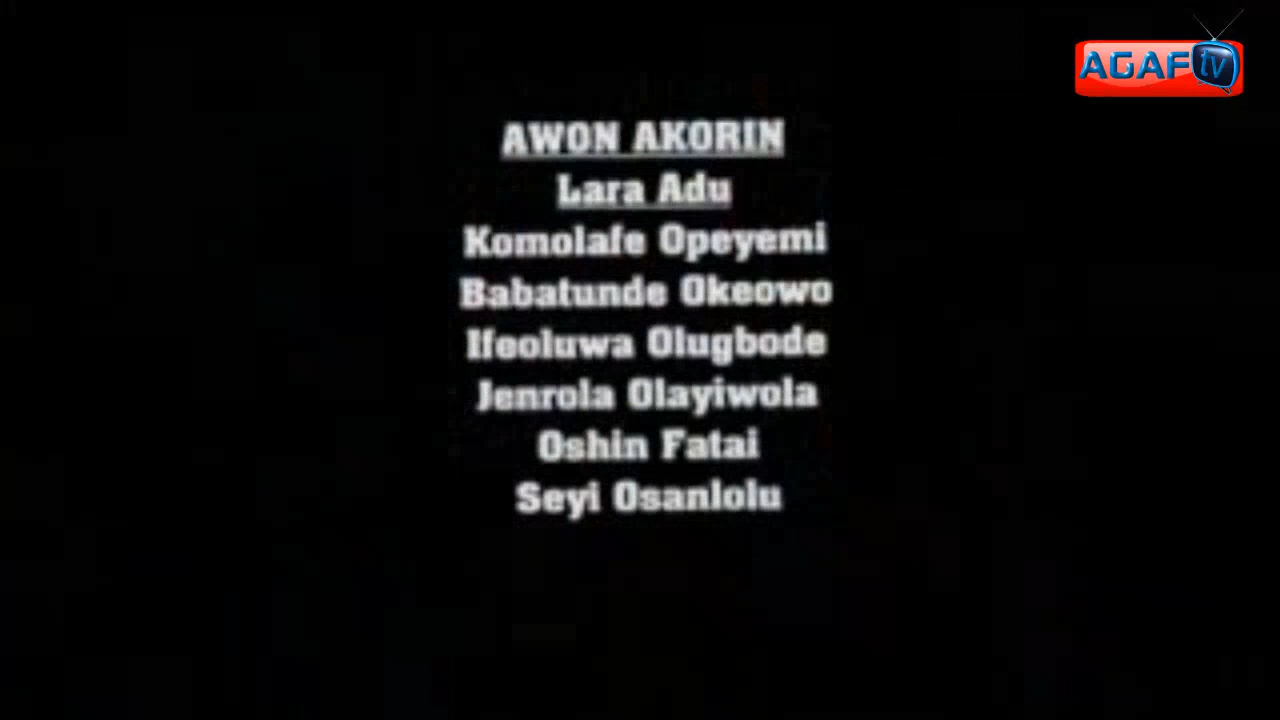 AGAF tv
AWON AKORIN
Lara Adu
Komolafe Opeyemi
Babatunde Okeowo
Ifeoluwa Olugbode
Jenrola Olayiwola
Oshin Fatai
Seyi Osanlolu